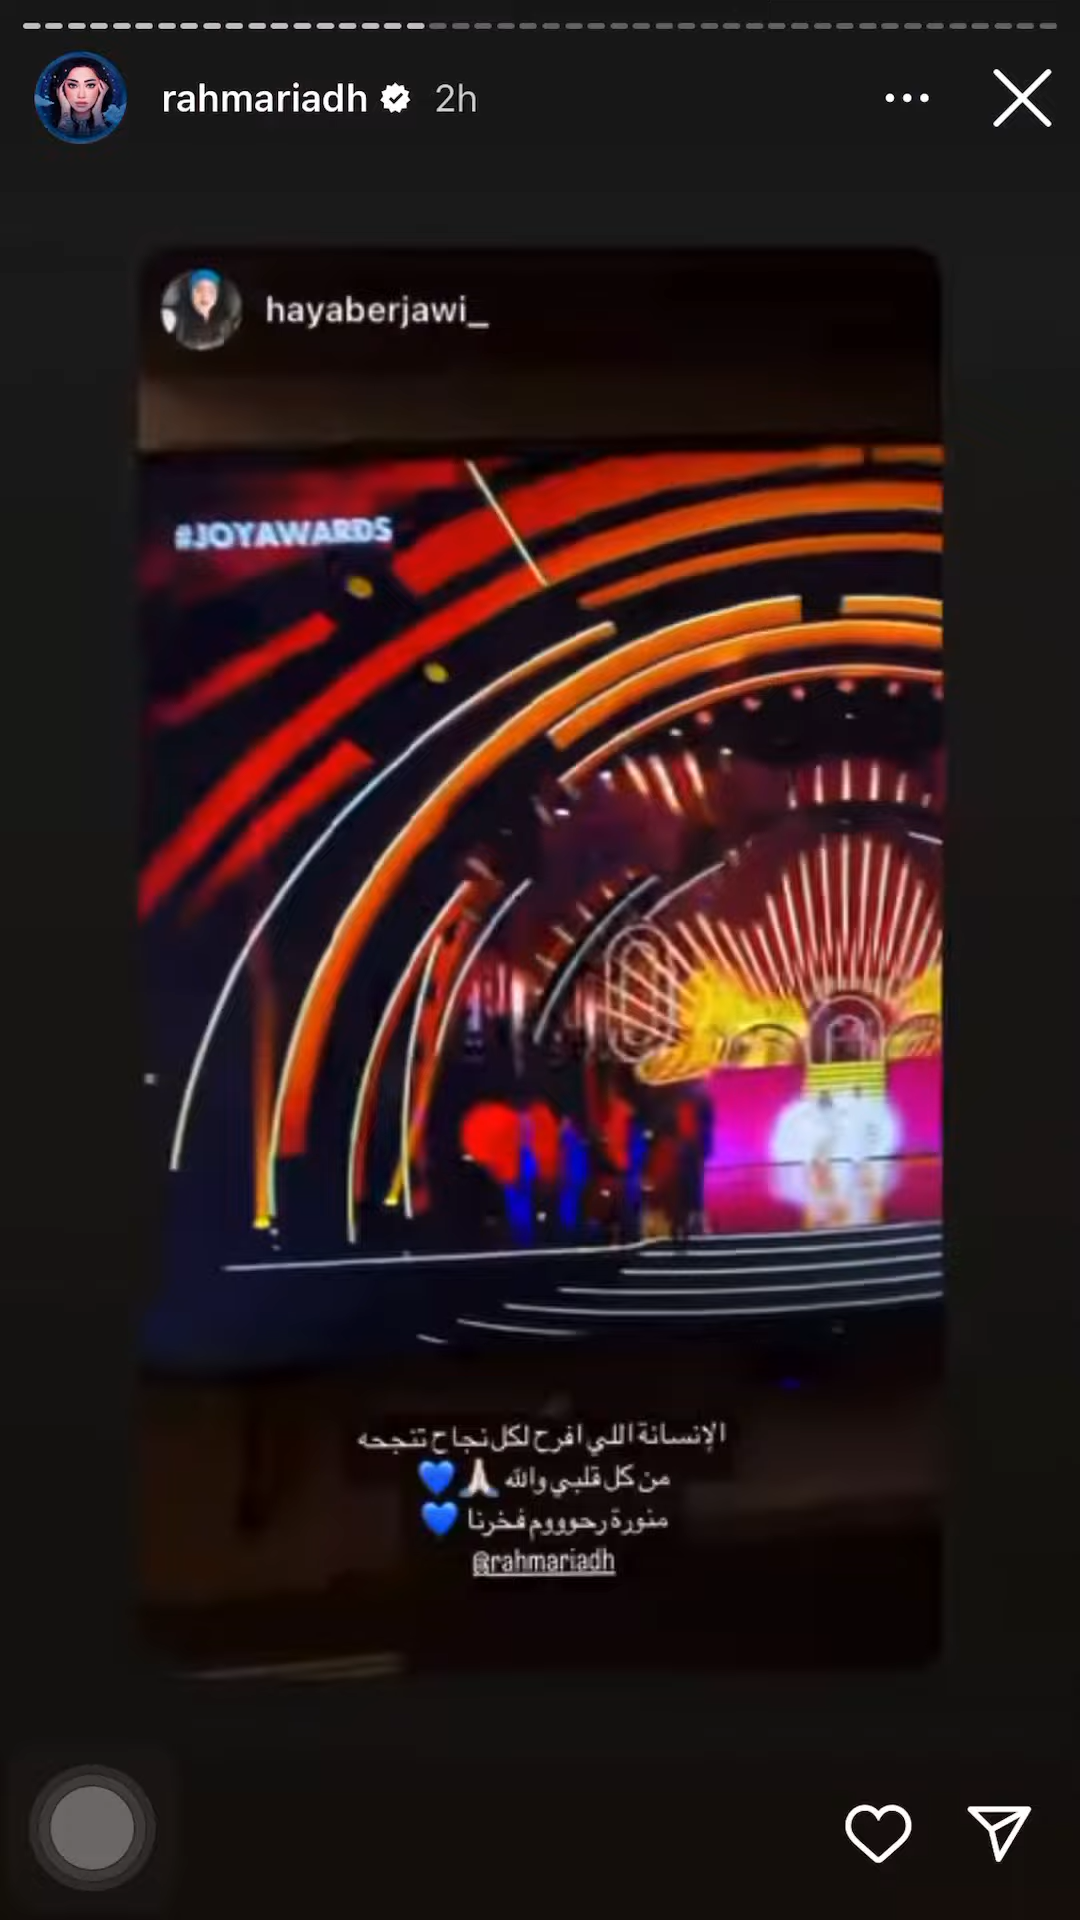 rahmariadh 2h
hayaberjawi_
#JOYAWARDS
الإنسانة اللي افرح لكل نجاح تنجحه
من كل قلبي والله 🙏🏻💙
منورة رحوووم فخرنا 💙
@rahmariadh